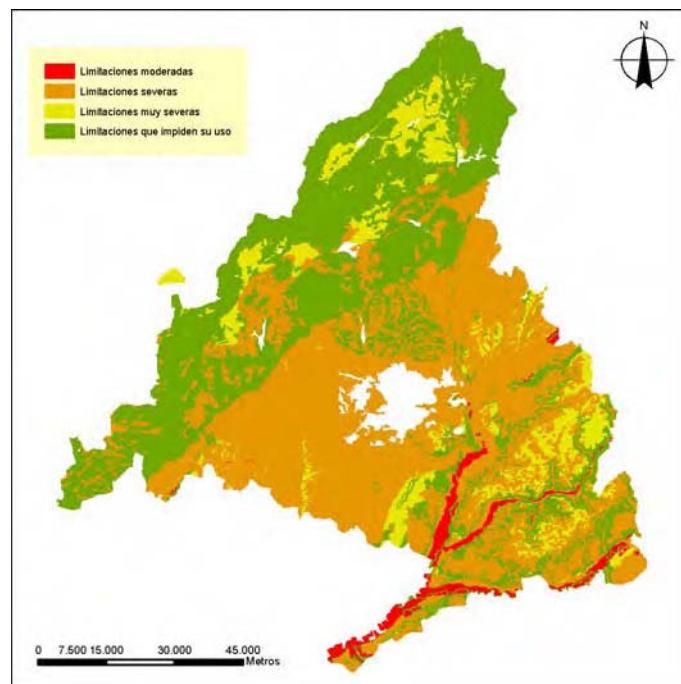 Limitaciones moderadas
Limitaciones severas
Limitaciones muy severas
Limitaciones que impiden su uso
N
0 7.500 15.000 30.000 45.000
Metros